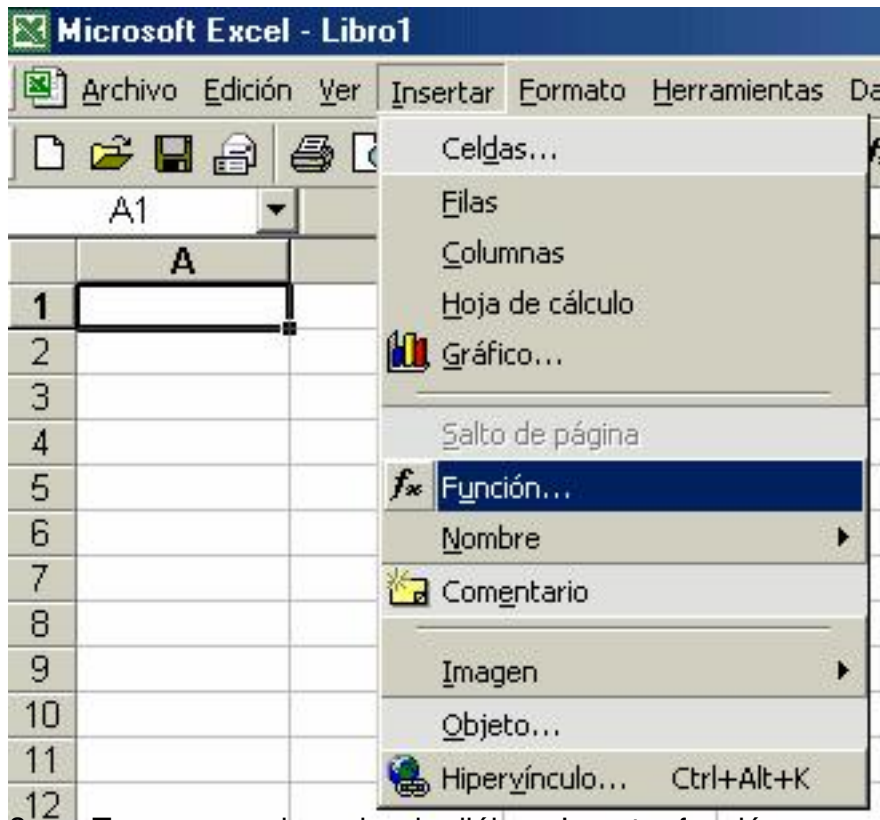 Microsoft Excel - Libro1
Archivo Edición Ver Insertar Formato Herramientas Da
A1
A
1
2
3
4
5
6
7
8
9
10
11
12
Celdas...
Filas
Columnas
Hoja de cálculo
Gráfico...
Salto de página
fx Función...
Nombre
Comentario
Imagen
Objeto...
Hipervínculo... Ctrl+Alt+K